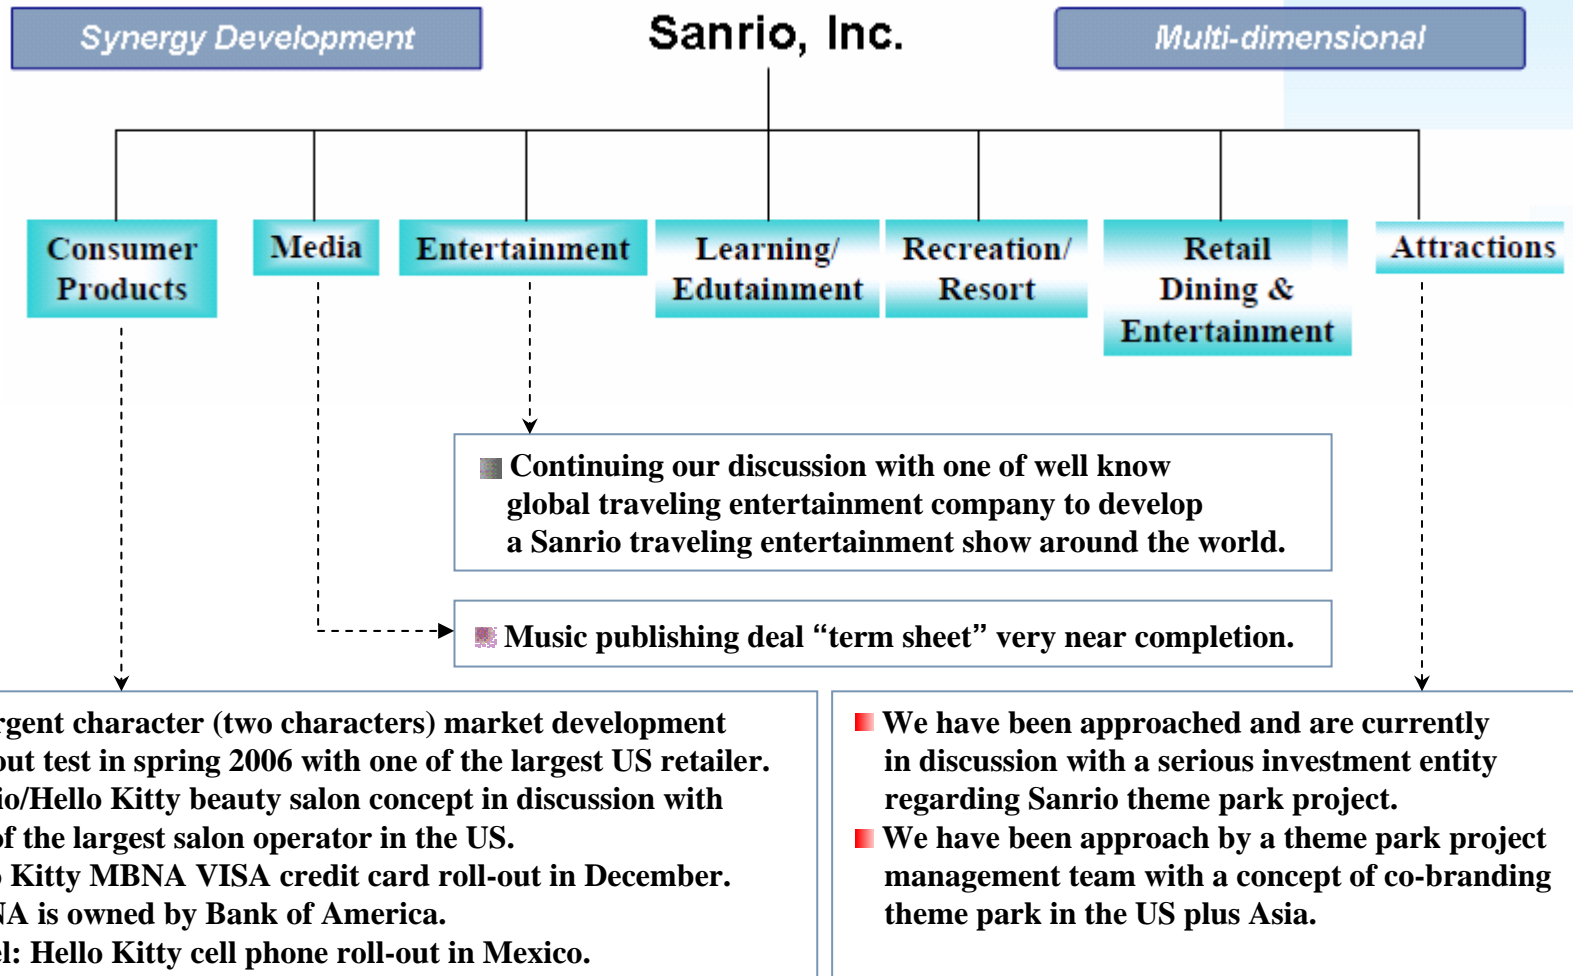 Synergy Development
Sanrio, Inc.
Multi-dimensional
Consumer
Products
Media
Entertainment
Learning/
Edutainment
Recreation/
Resort
Retail
Dining &
Entertainment
Attractions
Continuing our discussion with one of well know
global traveling entertainment company to develop
a Sanrio traveling entertainment show around the world.
Music publishing deal “term sheet” very near completion.
character (two characters) market development
test in spring 2006 with one of the largest US retailer.
/Hello Kitty beauty salon concept in discussion with
of the largest salon operator in the US.
Kitty MBNA VISA credit card roll-out in December.
is owned by Bank of America.
Hello Kitty cell phone roll-out in Mexico.
We have been approached and are currently
in discussion with a serious investment entity
regarding Sanrio theme park project.
We have been approach by a theme park project
management team with a concept of co-branding
theme park in the US plus Asia.